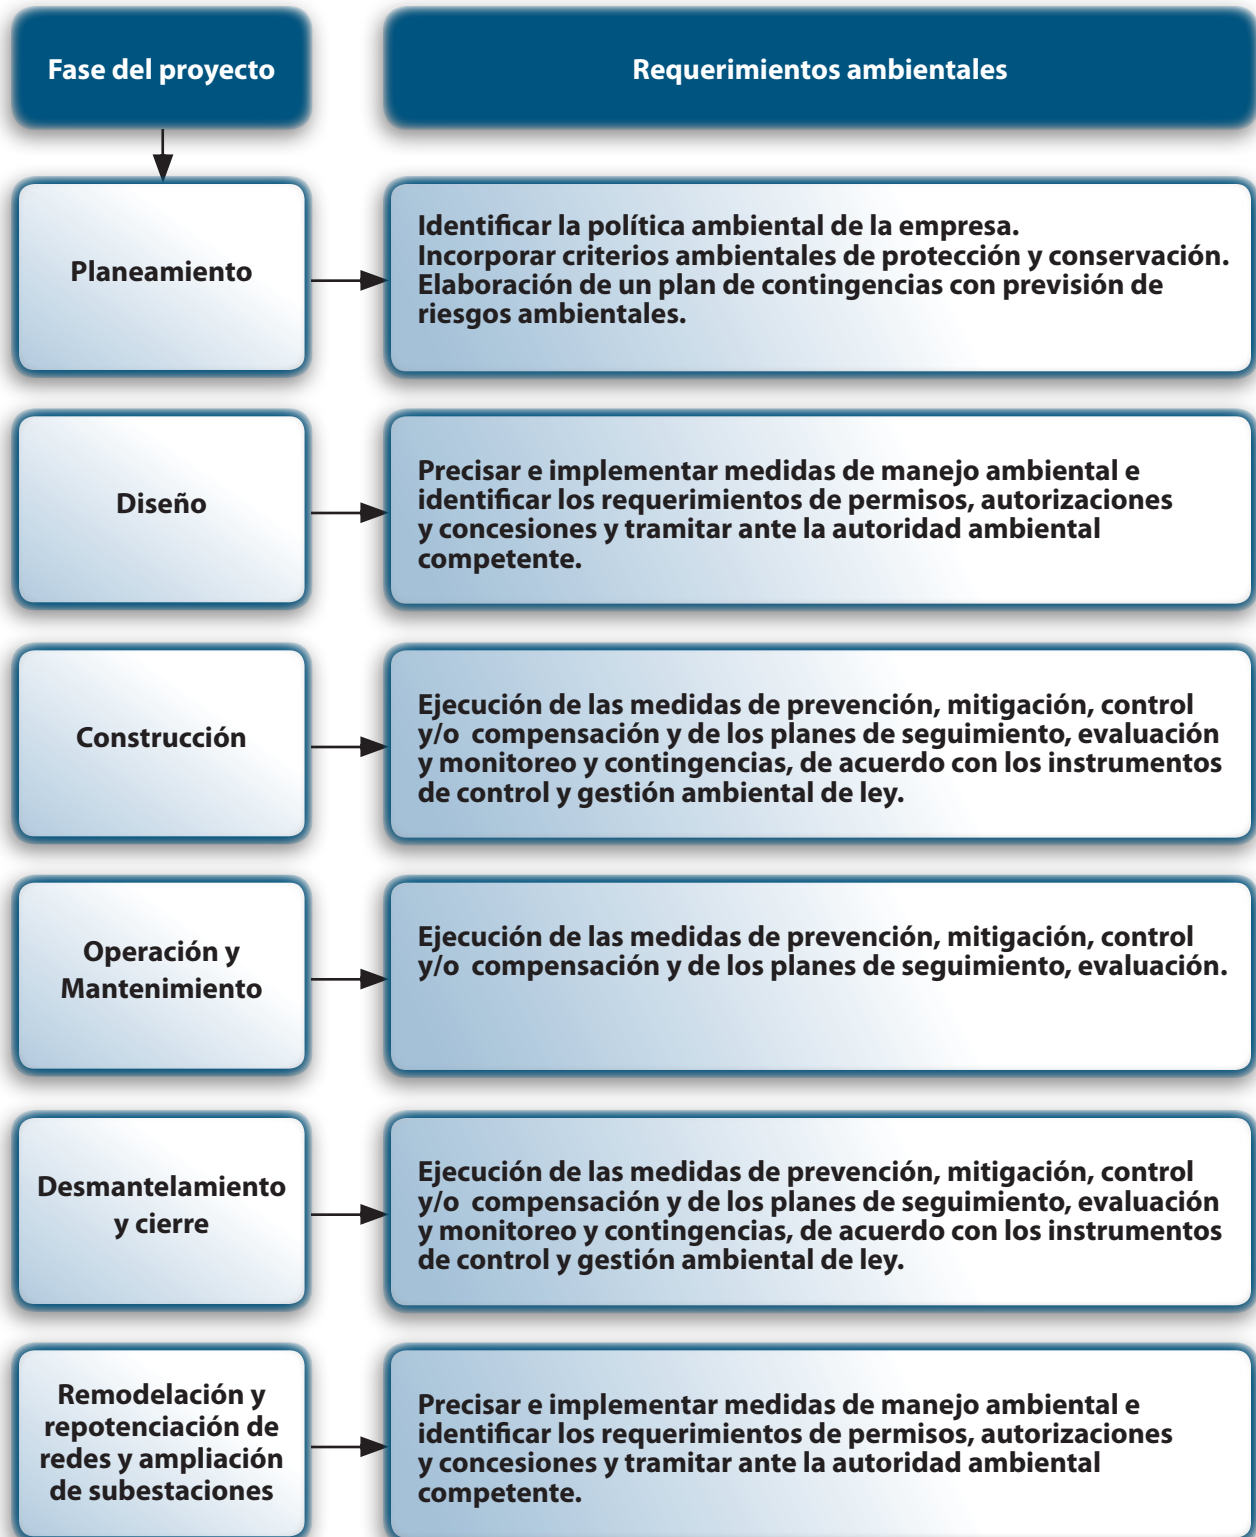 Fase del proyecto
Requerimientos ambientales
Planeamiento
Identificar la política ambiental de la empresa.
Incorporar criterios ambientales de protección y conservación.
Elaboración de un plan de contingencias con previsión de
riesgos ambientales.
Diseño
Precisar e implementar medidas de manejo ambiental e
identificar los requerimientos de permisos, autorizaciones
y concesiones y tramitar ante la autoridad ambiental
competente.
Construcción
Ejecución de las medidas de prevención, mitigación, control
y/o  compensación y de los planes de seguimiento, evaluación
y monitoreo y contingencias, de acuerdo con los instrumentos
de control y gestión ambiental de ley.
Operación y
Mantenimiento
Ejecución de las medidas de prevención, mitigación, control
y/o  compensación y de los planes de seguimiento, evaluación.
Desmantelamiento
y cierre
Ejecución de las medidas de prevención, mitigación, control
y/o  compensación y de los planes de seguimiento, evaluación
y monitoreo y contingencias, de acuerdo con los instrumentos
de control y gestión ambiental de ley.
Remodelación y
repotenciación de
redes y ampliación
de subestaciones
Precisar e implementar medidas de manejo ambiental e
identificar los requerimientos de permisos, autorizaciones
y concesiones y tramitar ante la autoridad ambiental
competente.